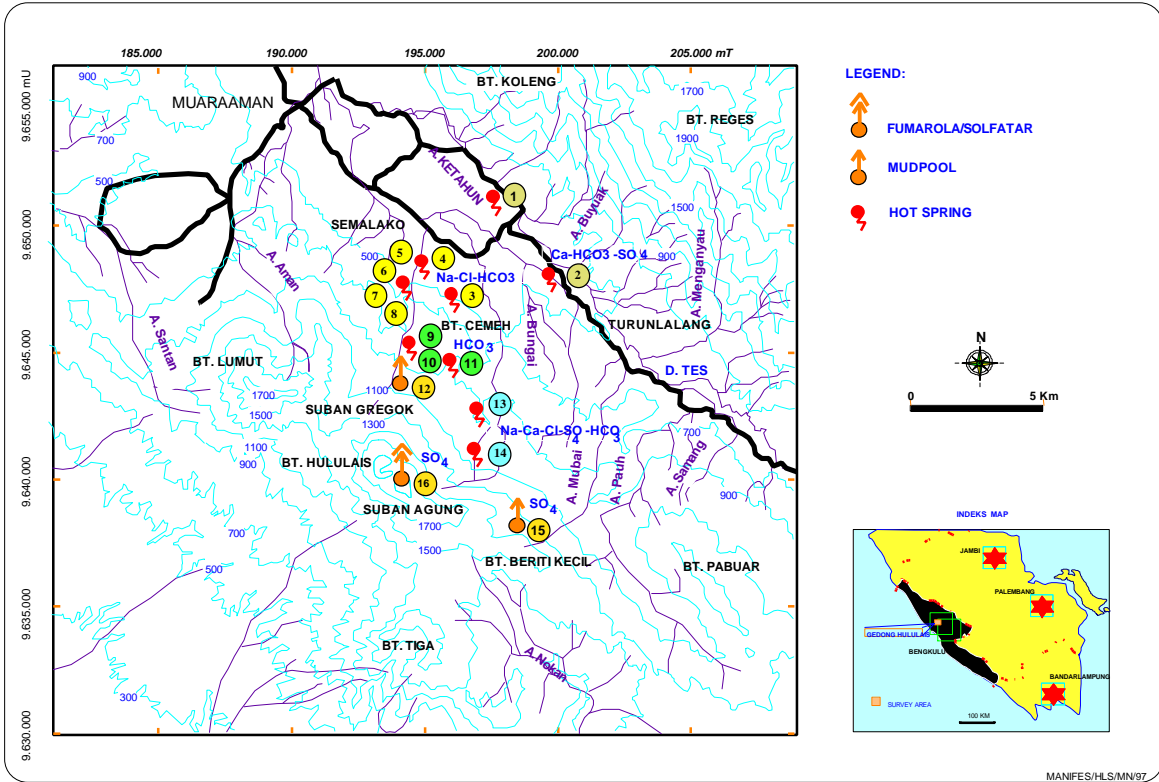 185.000
190.000
195.000
200.000
205.000 mT
9.655.000 mU
9.650.000
9.645.000
9.640.000
9.635.000
9.630.000
900
BT. KOLENG
1700
MUARAAMAN
BT. REGES
700
1900
A. KETAHUN
500
1
1500
A. Buyuak
SEMALAKO
5
4
500
Ca-HCO3 -SO 4
900
A. Menganyau
6
2
A. Aman
Na-Cl-HCO3
7
3
8
BT. CEMEH
A. Bungai
TURUNLALANG
A. Santan
9
HCO 3
BT. LUMUT
10
11
D. TES
1100
12
1700
1500
SUBAN GREGOK
13
1300
Na-Ca-Cl-SO 4 -HCO 3
700
1100
14
900
BT. HULULAIS
SO 4
A. Mubai
A. Pauh
A. Samang
16
900
SUBAN AGUNG
SO 4
1700
15
700
1500
500
BT. BERITI KECIL
BT. PABUAR
BT. TIGA
A. Nokan
300
LEGEND:
FUMAROLA/SOLFATAR
MUDPOOL
HOT SPRING
N
0
5 Km
INDEKS MAP
JAMBI
PALEMBANG
GEDONG HULULAIS
BENGKULU
BANDARLAMPUNG
SURVEY AREA
100 KM
MANIFES/HLS/MN/97